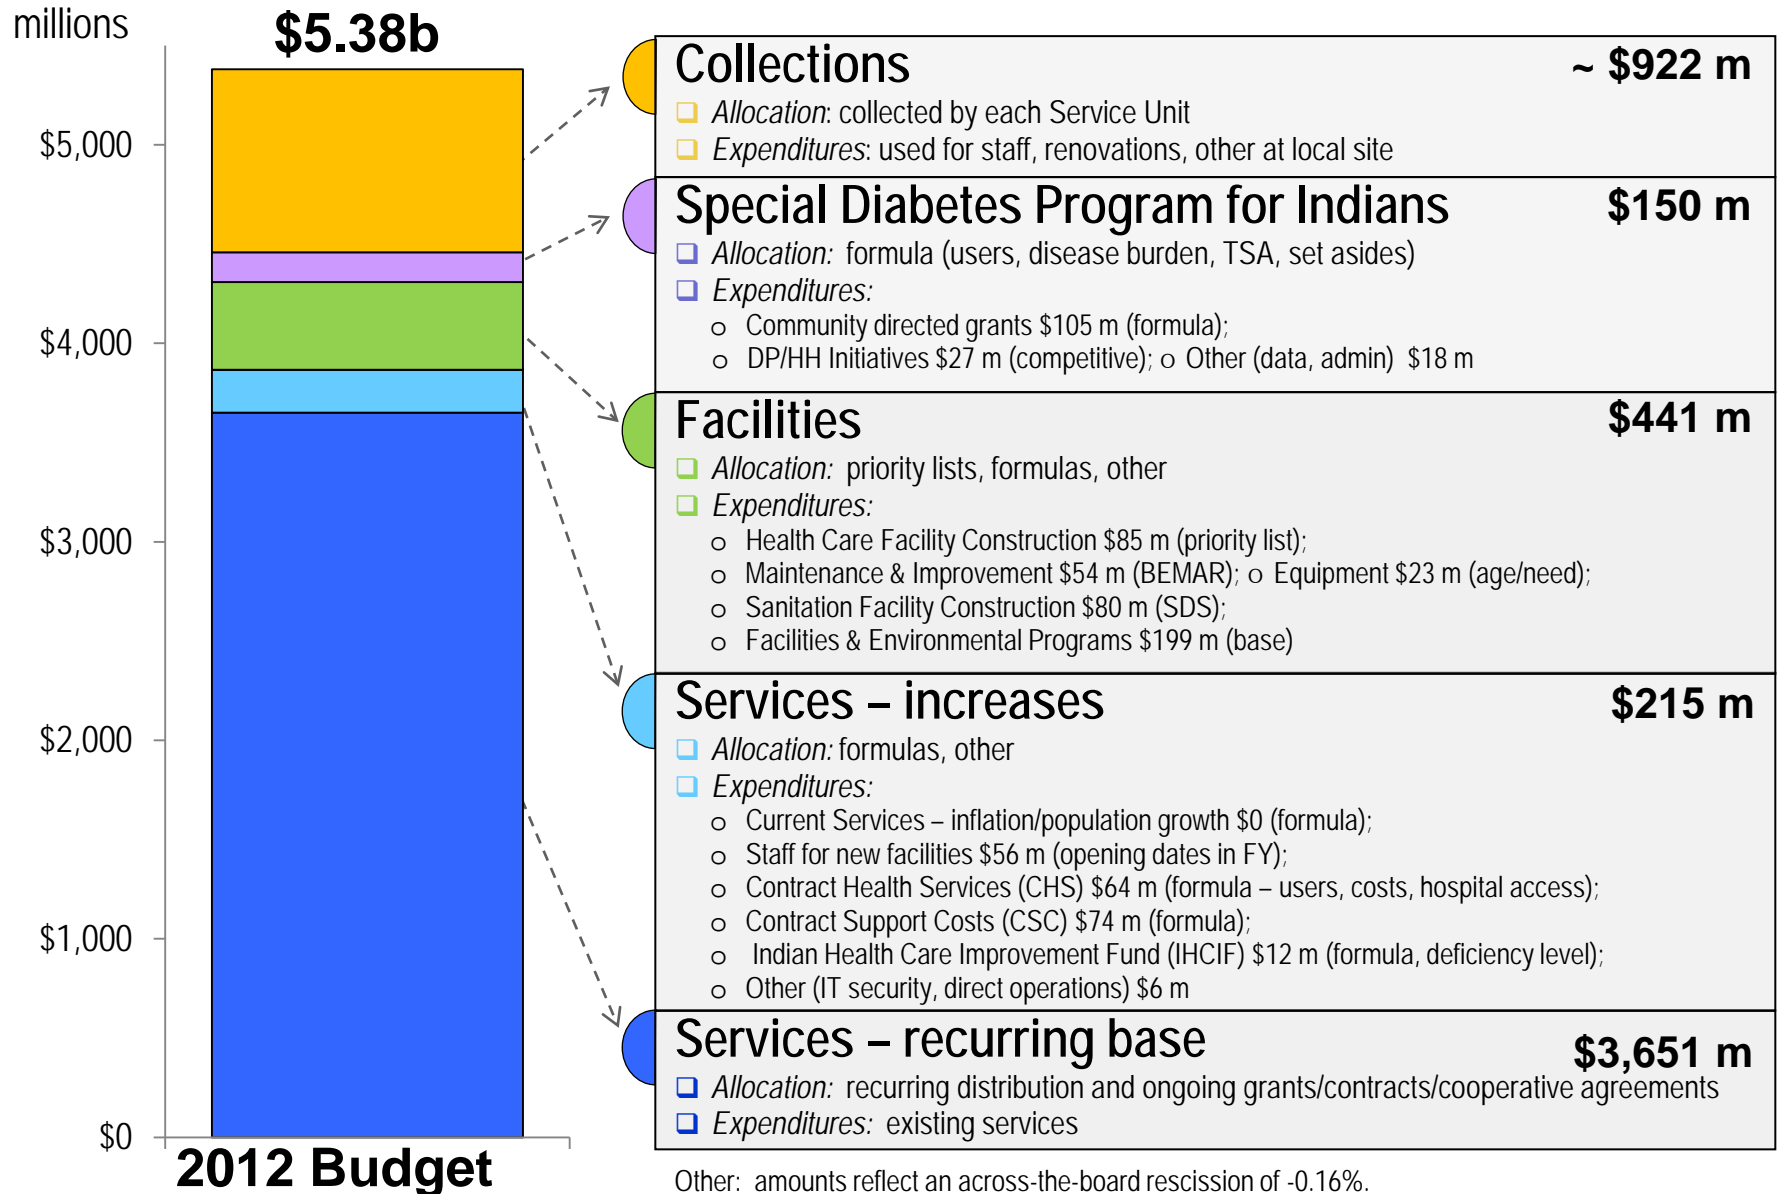 millions
$5.38b
$5,000
$4,000
$3,000
$2,000
$1,000
$0
2012 Budget
Collections ~ $922 m
❑ Allocation: collected by each Service Unit
❑ Expenditures: used for staff, renovations, other at local site
Special Diabetes Program for Indians $150 m
❑ Allocation: formula (users, disease burden, TSA, set asides)
❑ Expenditures:
o Community directed grants $105 m (formula);
o DP/HH Initiatives $27 m (competitive); o Other (data, admin) $18 m
Facilities $441 m
❑ Allocation: priority lists, formulas, other
❑ Expenditures:
o Health Care Facility Construction $85 m (priority list);
o Maintenance & Improvement $54 m (BEMAR); o Equipment $23 m (age/need);
o Sanitation Facility Construction $80 m (SDS);
o Facilities & Environmental Programs $199 m (base)
Services – increases $215 m
❑ Allocation: formulas, other
❑ Expenditures:
o Current Services – inflation/population growth $0 (formula);
o Staff for new facilities $56 m (opening dates in FY);
o Contract Health Services (CHS) $64 m (formula – users, costs, hospital access);
o Contract Support Costs (CSC) $74 m (formula);
o Indian Health Care Improvement Fund (IHCIF) $12 m (formula, deficiency level);
o Other (IT security, direct operations) $6 m
Services – recurring base $3,651 m
❑ Allocation: recurring distribution and ongoing grants/contracts/cooperative agreements
❑ Expenditures: existing services
Other: amounts reflect an across-the-board rescission of -0.16%.